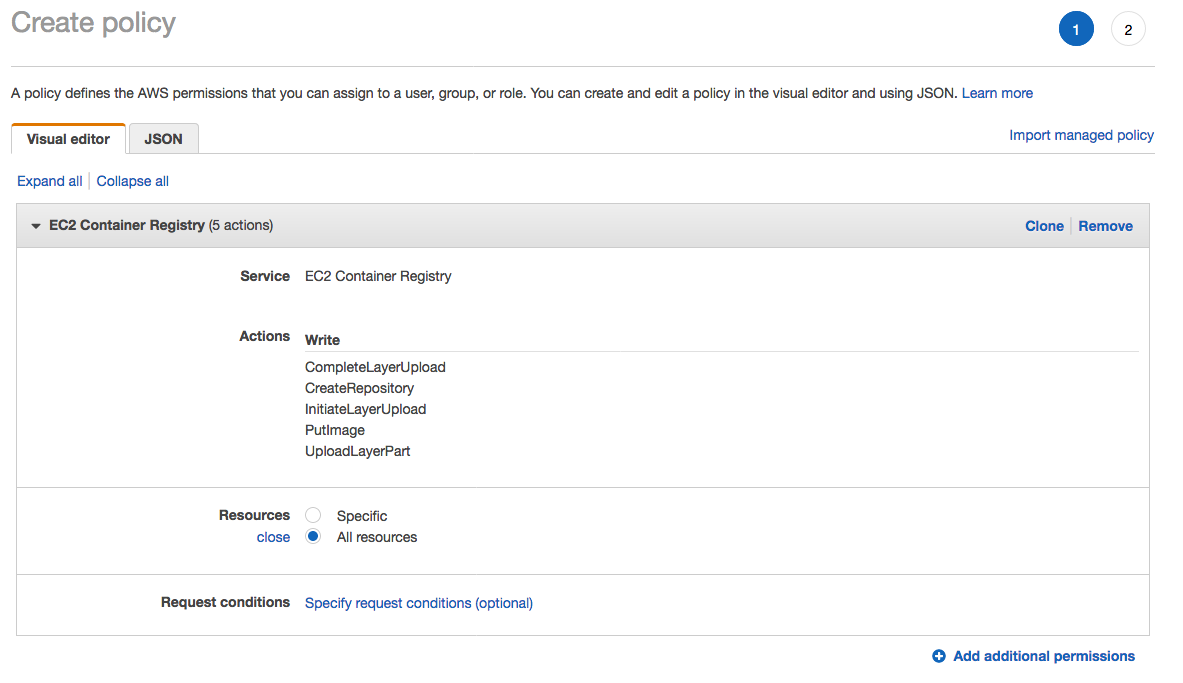 Create policy
1
2
A policy defines the AWS permissions that you can assign to a user, group, or role. You can create and edit a policy in the visual editor and using JSON. Learn more
Visual editor
JSON
Import managed policy
Expand all
Collapse all
EC2 Container Registry (5 actions)
Clone
Remove
Service
EC2 Container Registry
Actions
Write
CompleteLayerUpload
CreateRepository
InitiateLayerUpload
PutImage
UploadLayerPart
Resources
Specific
close
All resources
Request conditions
Specify request conditions (optional)
Add additional permissions